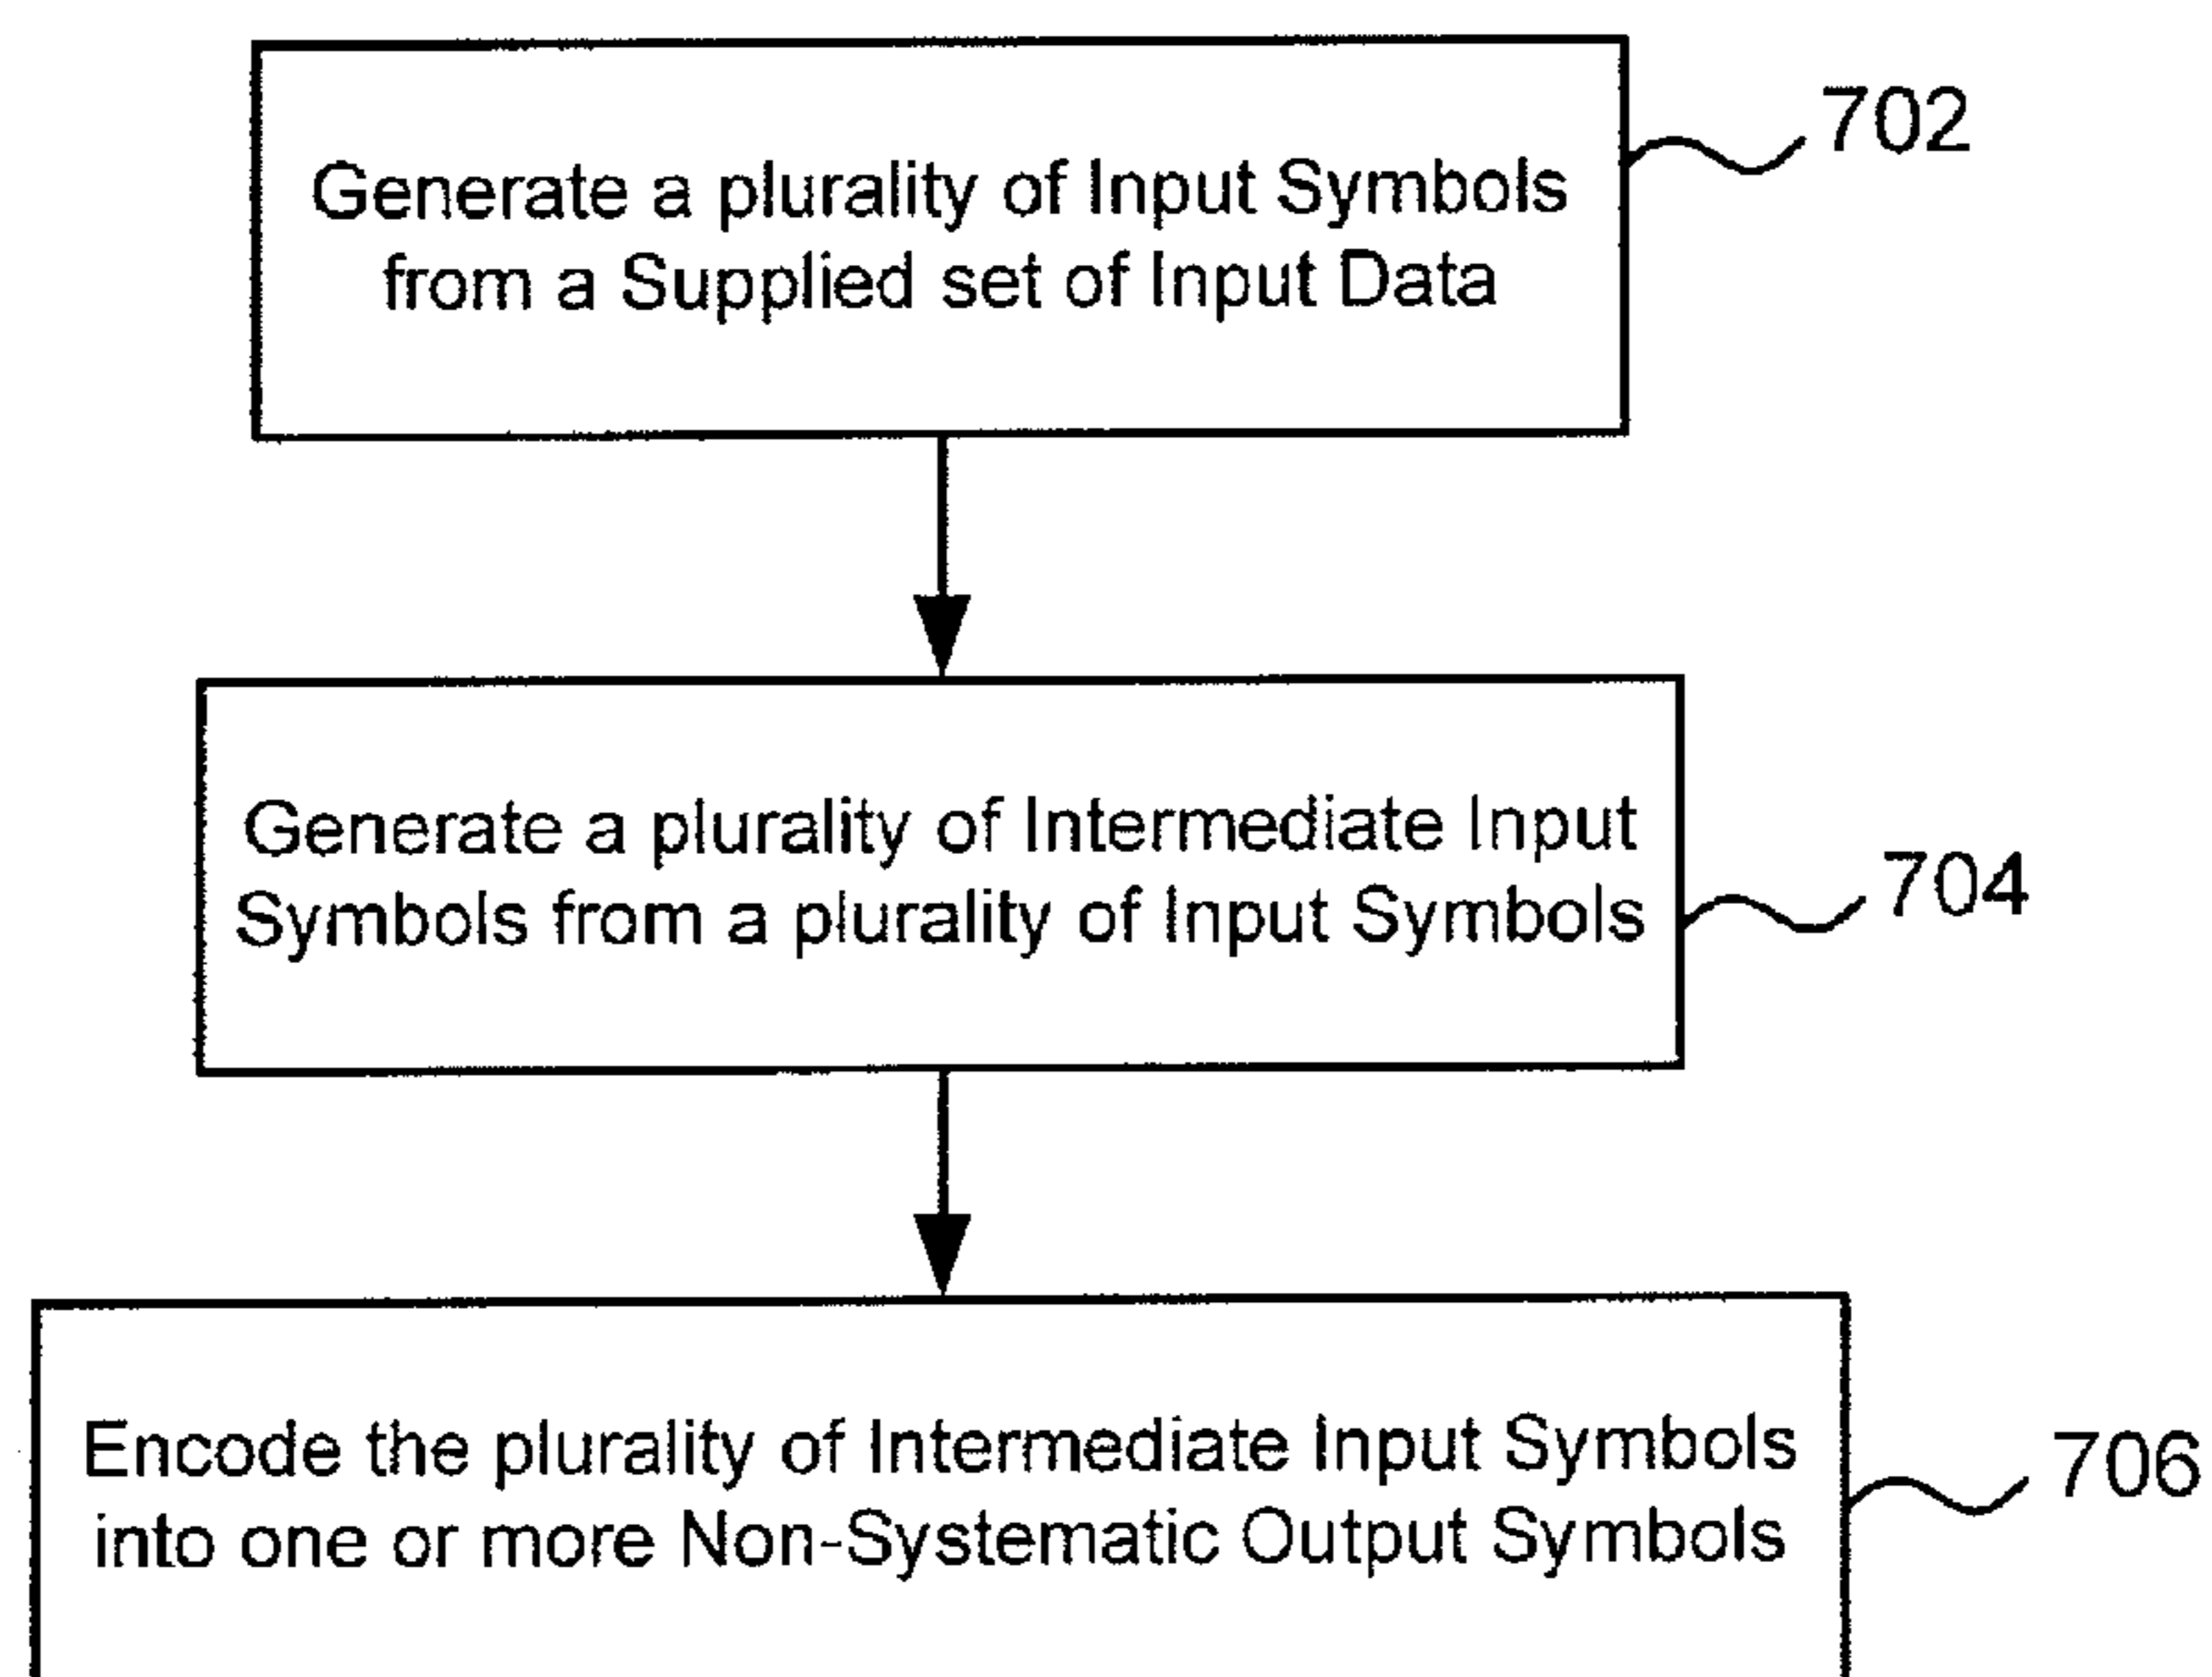 702
Generate a plurality of Input Symbols
from a Supplied set of Input Data
Generate a plurality of Intermediate Input
Symbols from a plurality of Input Symbols
704
Encode the plurality of Intermediate Input Symbols
into one or more Non-Systematic Output Symbols
706